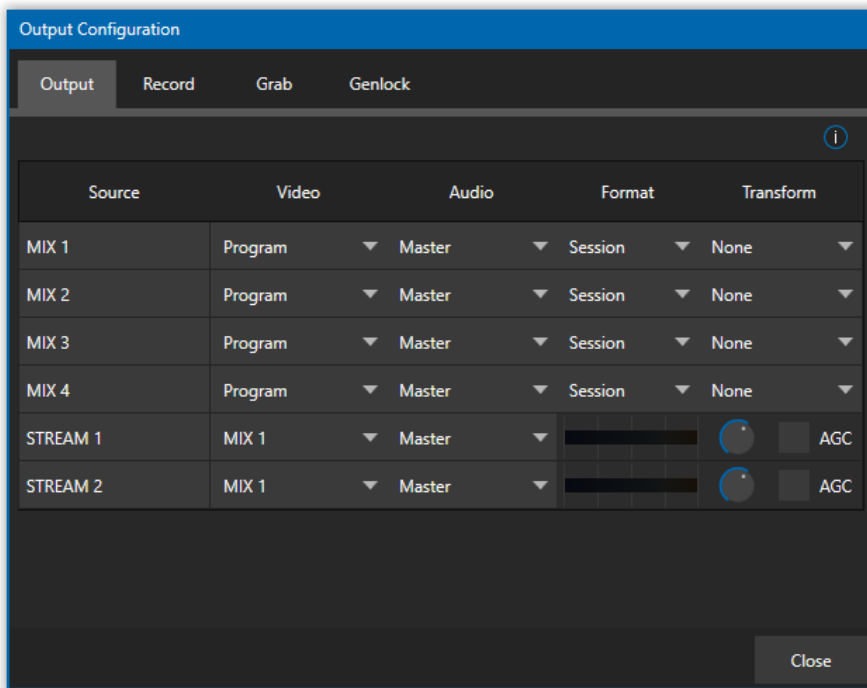 Output Configuration
Output Record Grab Genlock
i
Source Video Audio Format Transform
MIX 1 Program Master Session None
MIX 2 Program Master Session None
MIX 3 Program Master Session None
MIX 4 Program Master Session None
STREAM 1 MIX 1 Master AGC
STREAM 2 MIX 1 Master AGC
Close